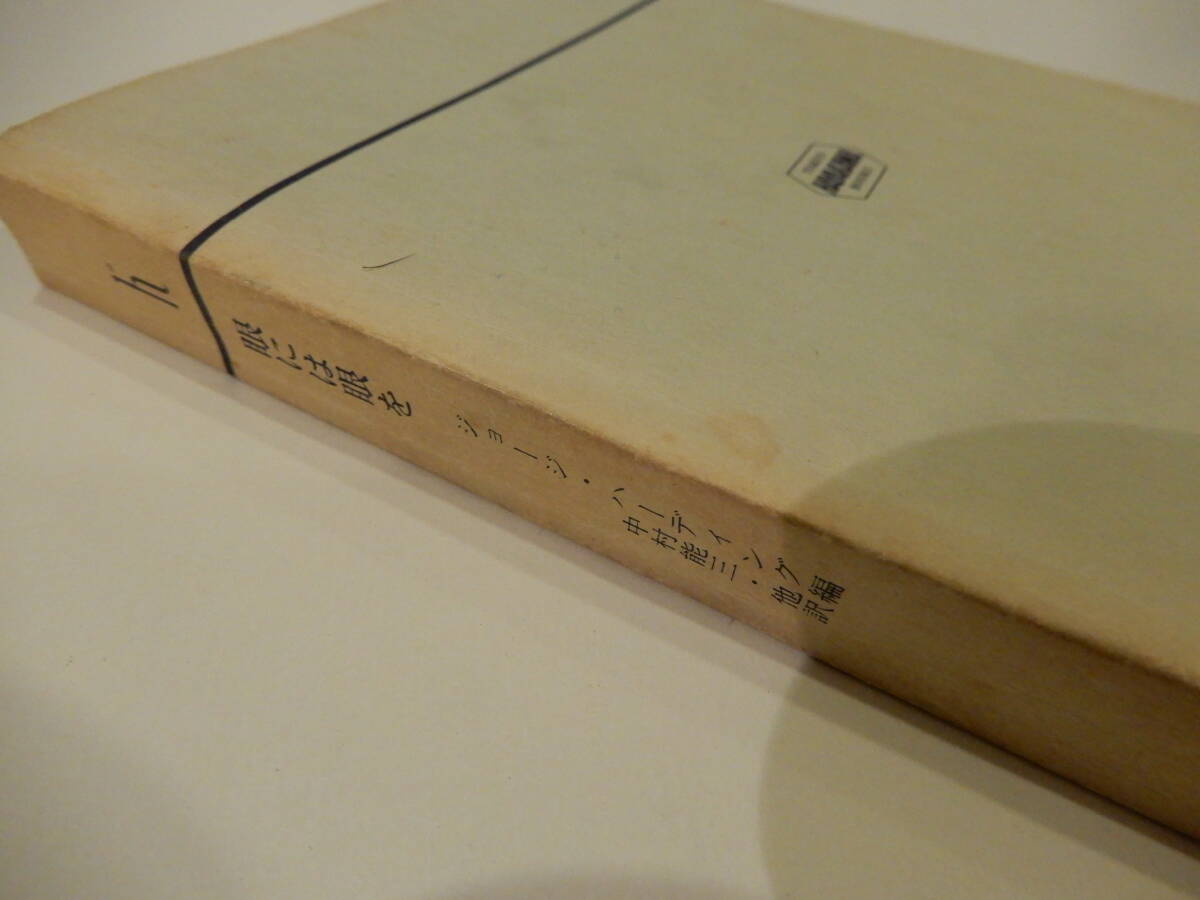 h
眼には眼を
ジョージ・ハーディング編
中村能三・他訳